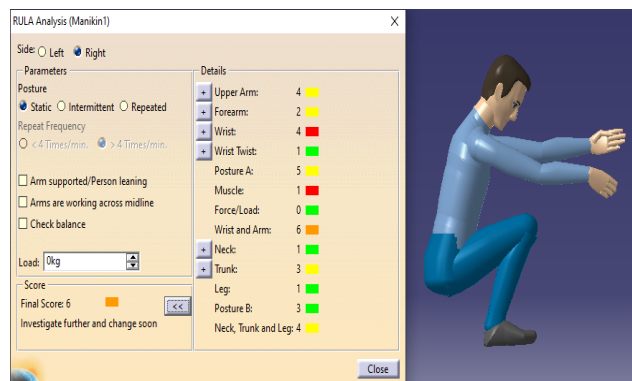 RULA Analysis (Manikin1) X
Side: Left Right
Parameters
Posture
Static Intermittent Repeated
Repeat Frequency
< 4 Times/min. > 4 Times/min.
Arm supported/Person leaning
Arms are working across midline
Check balance
Load: 0kg
Score
Final Score: 6
<<
Investigate further and change soon
Details
+ Upper Arm: 4
+ Forearm: 2
+ Wrist: 4
+ Wrist Twist: 1
Posture A: 5
Muscle: 1
Force/Load: 0
Wrist and Arm: 6
+ Neck: 1
+ Trunk: 3
Leg: 1
Posture B: 3
Neck, Trunk and Leg: 4
Close